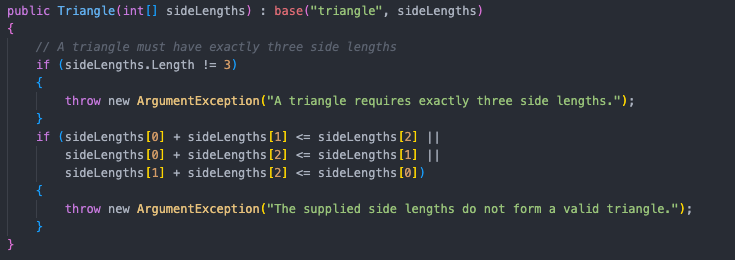 public Triangle(int[] sideLengths) : base("triangle", sideLengths)
{
    // A triangle must have exactly three side lengths
    if (sideLengths.Length != 3)
    {
        throw new ArgumentException("A triangle requires exactly three side lengths.");
    }
    if (sideLengths[0] + sideLengths[1] <= sideLengths[2] ||
        sideLengths[0] + sideLengths[2] <= sideLengths[1] ||
        sideLengths[1] + sideLengths[2] <= sideLengths[0])
    {
        throw new ArgumentException("The supplied side lengths do not form a valid triangle.");
    }
}